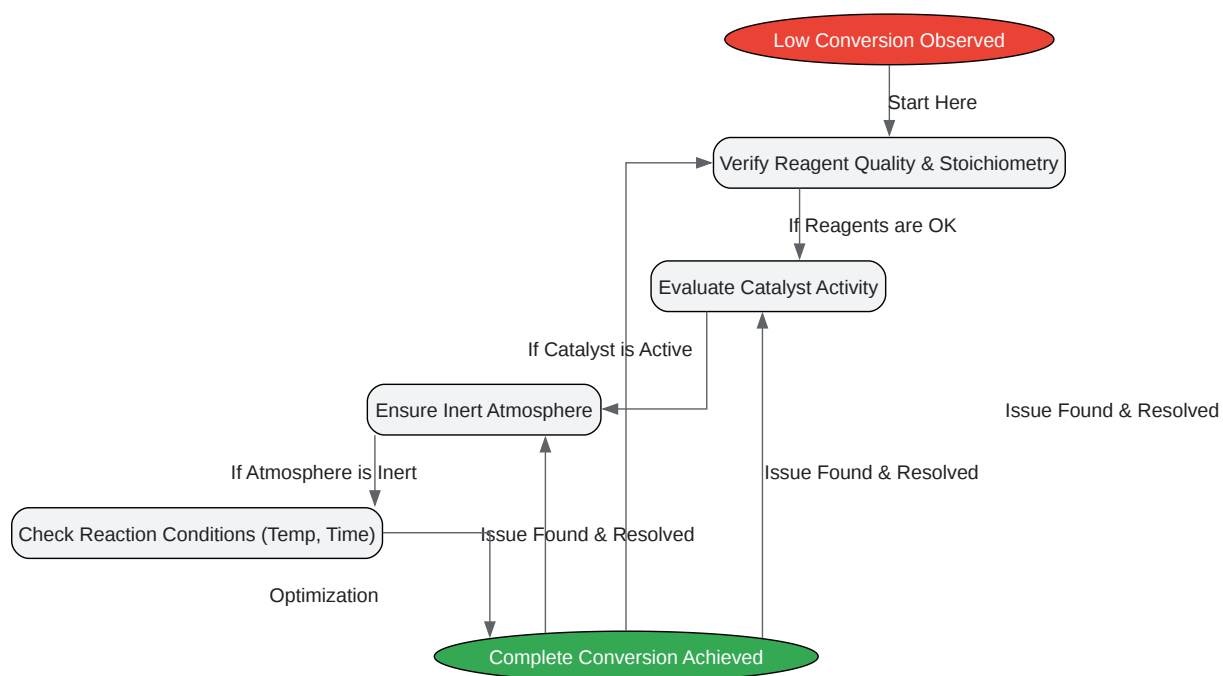 Low Conversion Observed
Start Here
Verify Reagent Quality & Stoichiometry
If Reagents are OK
Evaluate Catalyst Activity
If Catalyst is Active
Ensure Inert Atmosphere
Issue Found & Resolved
If Atmosphere is Inert
Issue Found & Resolved
Check Reaction Conditions (Temp, Time)
Issue Found & Resolved
Optimization
Complete Conversion Achieved